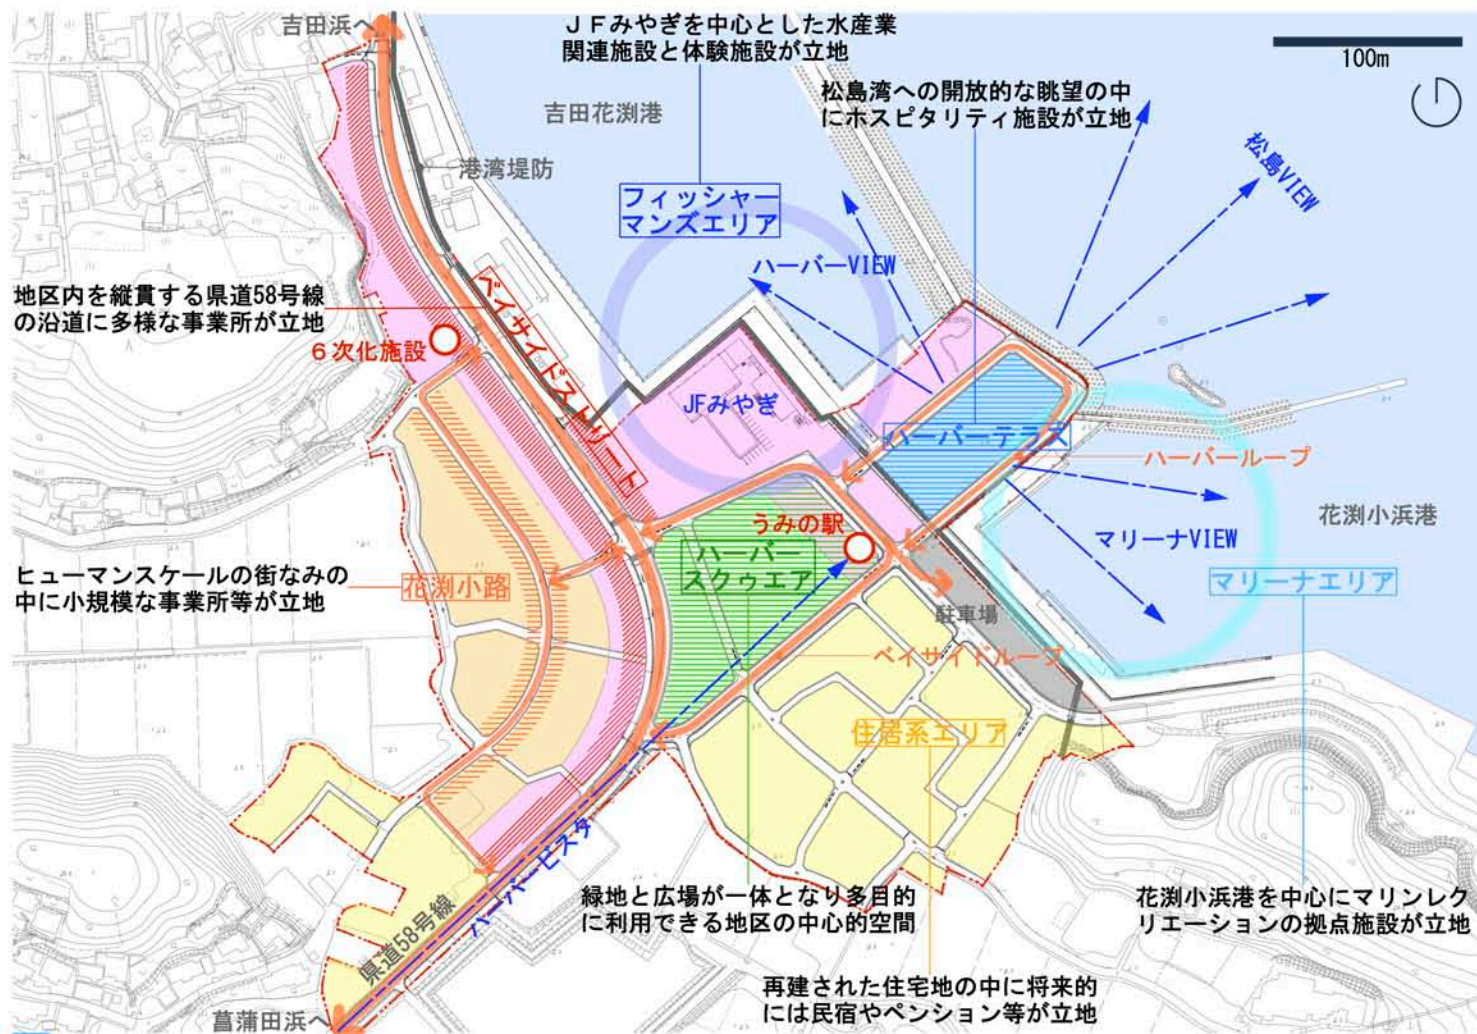 吉田浜へ
JFみやぎを中心とした水産業
関連施設と体験施設が立地
100m
松島湾への開放的な眺望の中
にホスピタリティ施設が立地
吉田花渕港
港湾堤防
松島VIEW
フィッシャー
マンズエリア
ハーバーVIEW
地区内を縦貫する県道58号線
の沿道に多様な事業所が立地
ベイサイドストリート
6次化施設
JFみやぎ
ハーバーテラス
ハーバーループ
うみの駅
花渕小浜港
ハーバー
スクゥエア
マリーナVIEW
ヒューマンスケールの街なみの
中に小規模な事業所等が立地
花渕小路
マリーナエリア
駐車場
ベイサイドループ
住居系エリア
ハーバービスタ
県道58号線
緑地と広場が一体となり多目的
に利用できる地区の中心的空間
花渕小浜港を中心にマリンレク
リエーションの拠点施設が立地
再建された住宅地の中に将来的
には民宿やペンション等が立地
菖蒲田浜へ